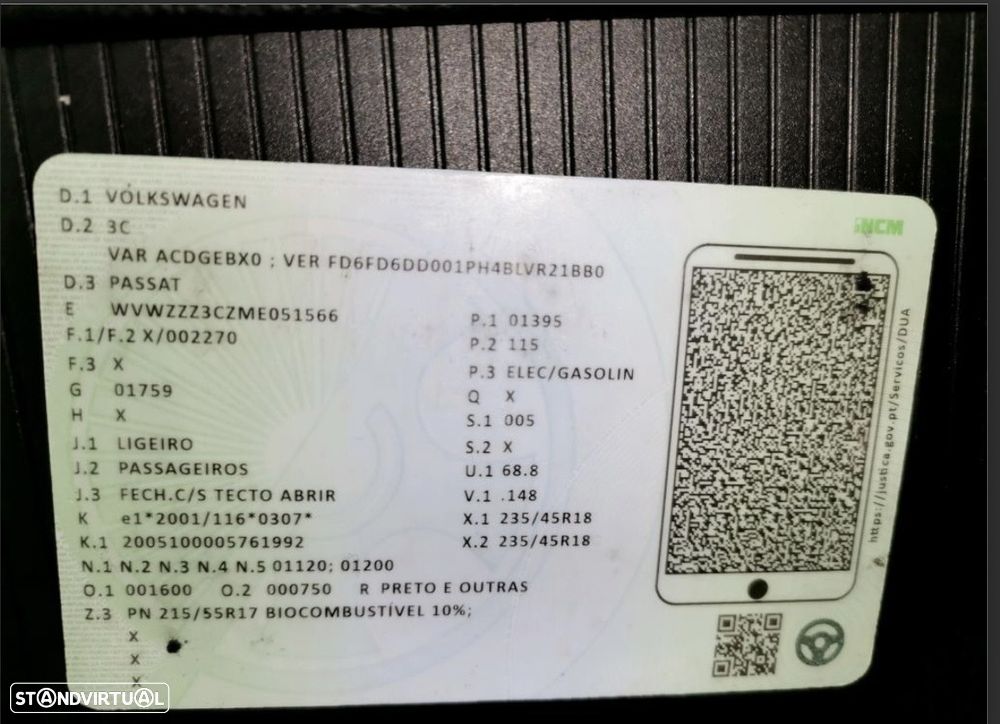 D.1 VOLKSWAGEN
D.2 3C
VAR ACDGEBX0 ; VER FD6FD6DD001PH4BLVR21BB0
D.3 PASSAT
E WVWZZZ3CZME051566
F.1/F.2 X/002270
F.3 X
G 01759
H X
J.1 LIGEIRO
J.2 PASSAGEIROS
J.3 FECH.C/S TECTO ABRIR
K e1*2001/116*0307*
K.1 2005100005761992
P.1 01395
P.2 115
P.3 ELEC/GASOLIN
Q X
S.1 005
S.2 X
U.1 68.8
V.1 .148
X.1 235/45R18
X.2 235/45R18
N.1 N.2 N.3 N.4 N.5 01120; 01200
O.1 001600 O.2 000750 R PRETO E OUTRAS
Z.3 PN 215/55R17 BIOCOMBUSTÍVEL 10%;
X
X
X
INCM
https://justica.gov.pt/Servicos/DUA
STANDVIRTUAL